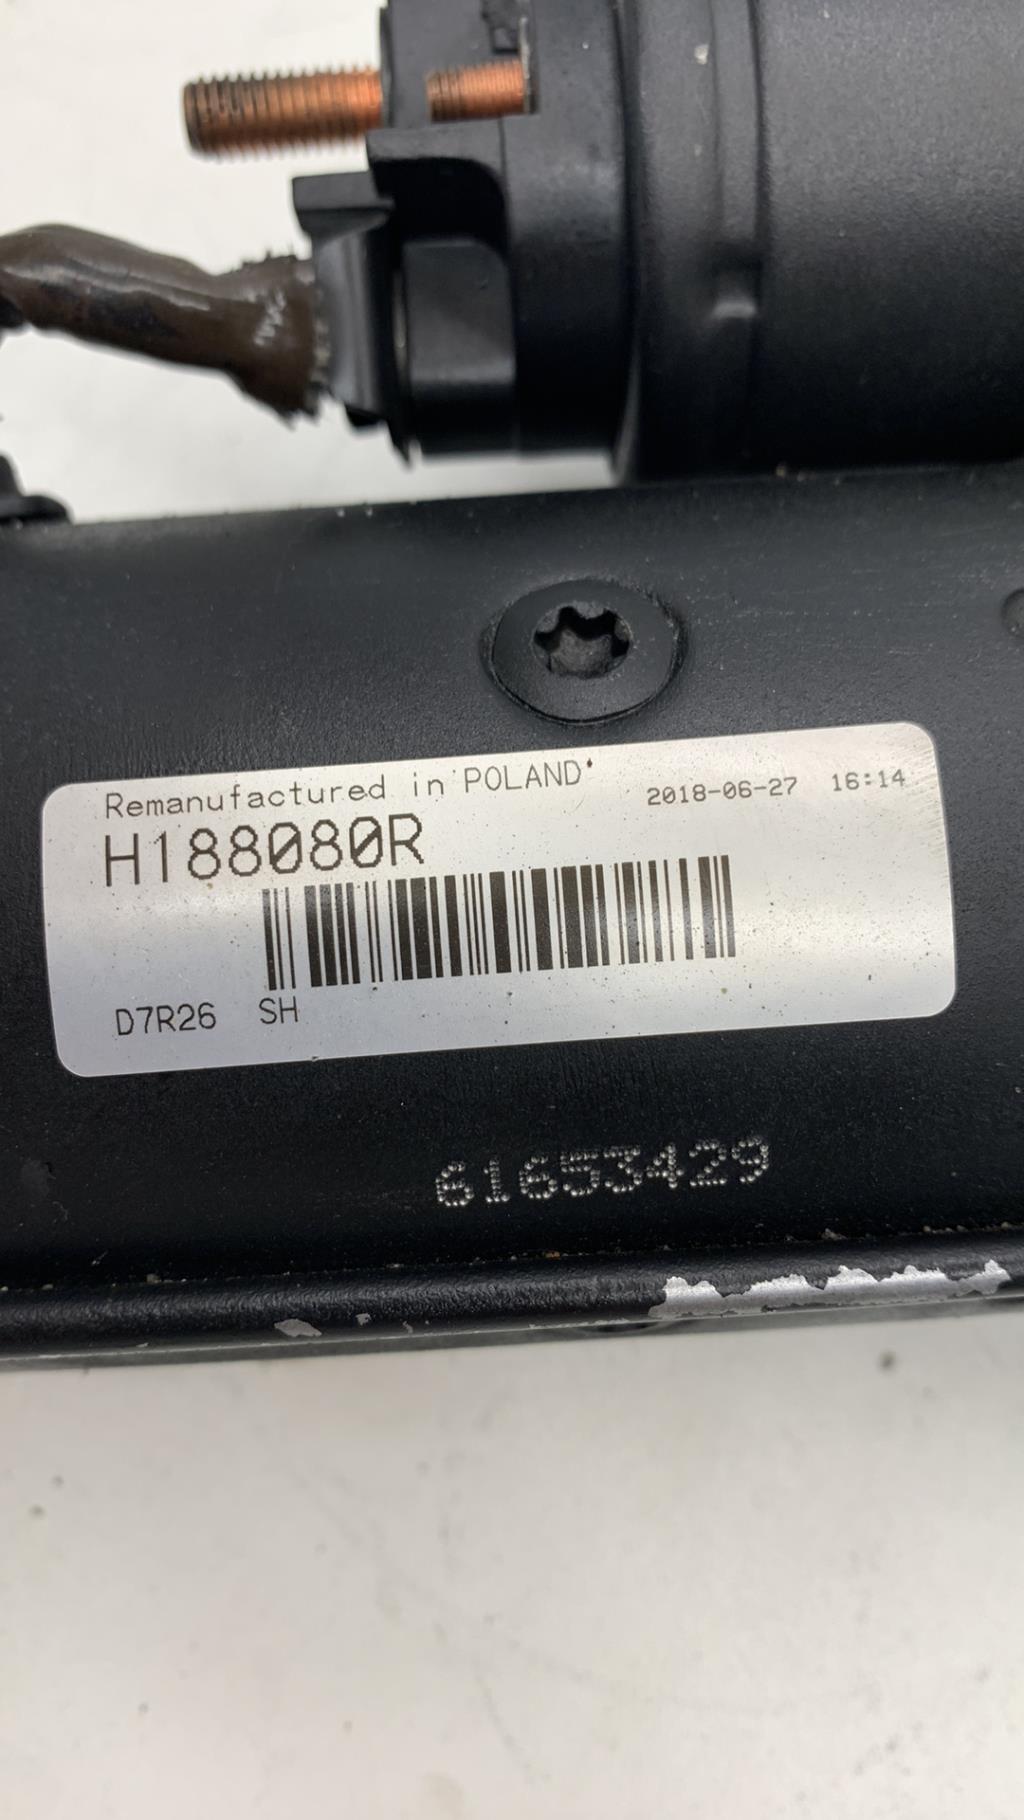 Remanufactured in POLAND
2018-06-27 16:14
H188080R
D7R26 SH
61653429